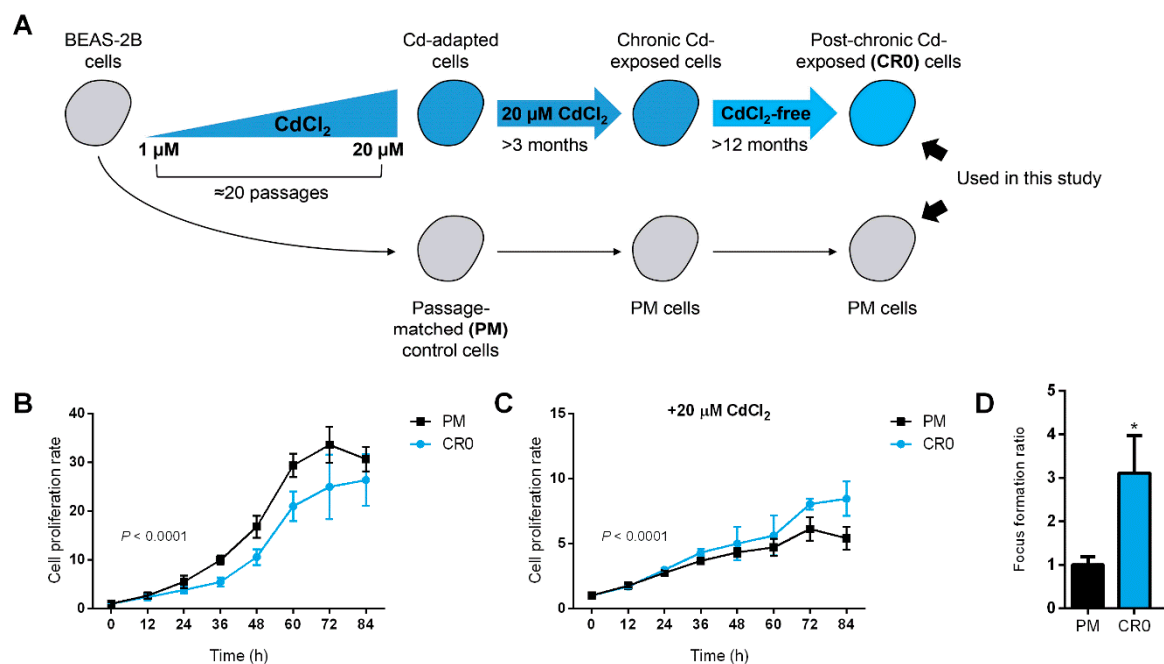 A
BEAS-2B
cells
Cd-adapted
cells
Chronic Cd-
exposed cells
Post-chronic Cd-
exposed (CR0) cells
CdCl2
1 µM
20 µM
≈20 passages
20 µM CdCl2
>3 months
CdCl2-free
>12 months
Used in this study
Passage-
matched (PM)
control cells
PM cells
PM cells
B
Cell proliferation rate
40
30
20
10
0
P < 0.0001
PM
CR0
0 12 24 36 48 60 72 84
Time (h)
C
+20 µM CdCl2
Cell proliferation rate
15
10
5
0
P < 0.0001
PM
CR0
0 12 24 36 48 60 72 84
Time (h)
D
Focus formation ratio
5
4
3
2
1
0
*
PM CR0